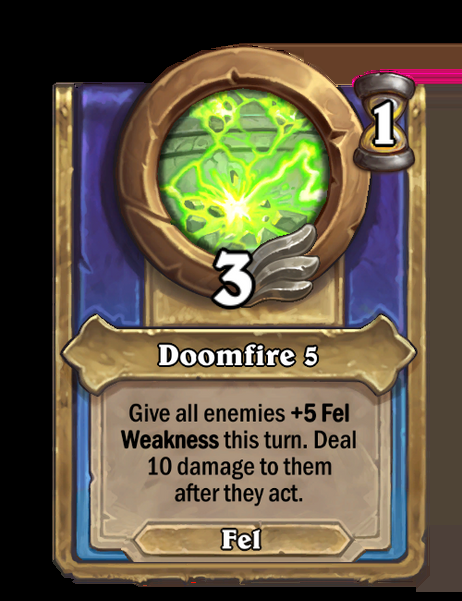 1
3
Doomfire 5
Give all enemies +5 Fel
Weakness this turn. Deal
10 damage to them
after they act.
Fel